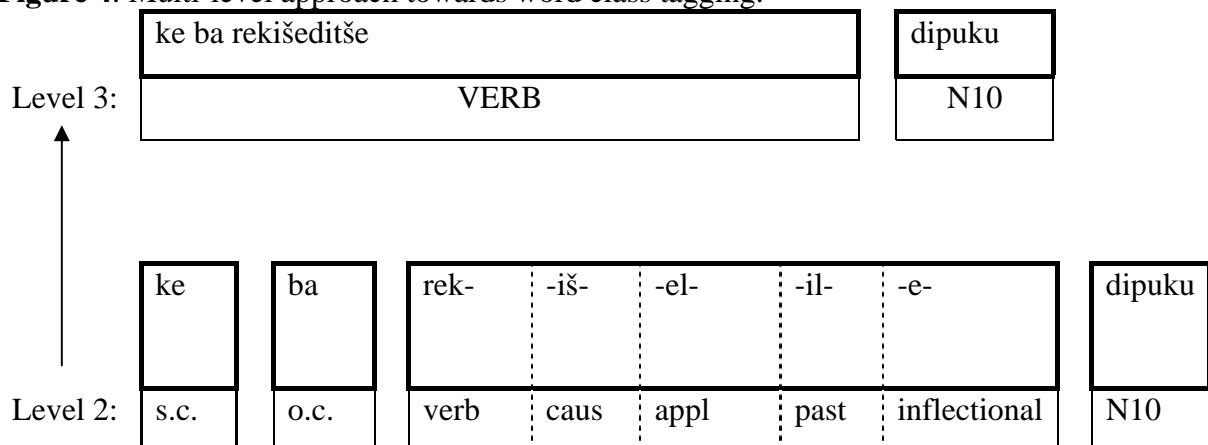 Figure 4: Multi-level approach towards word class tagging:
ke ba rekišeditše dipuku
Level 3: VERB N10
ke ba rek- -iš- -el- -il- -e- dipuku
Level 2: s.c. o.c. verb caus appl past inflectional N10